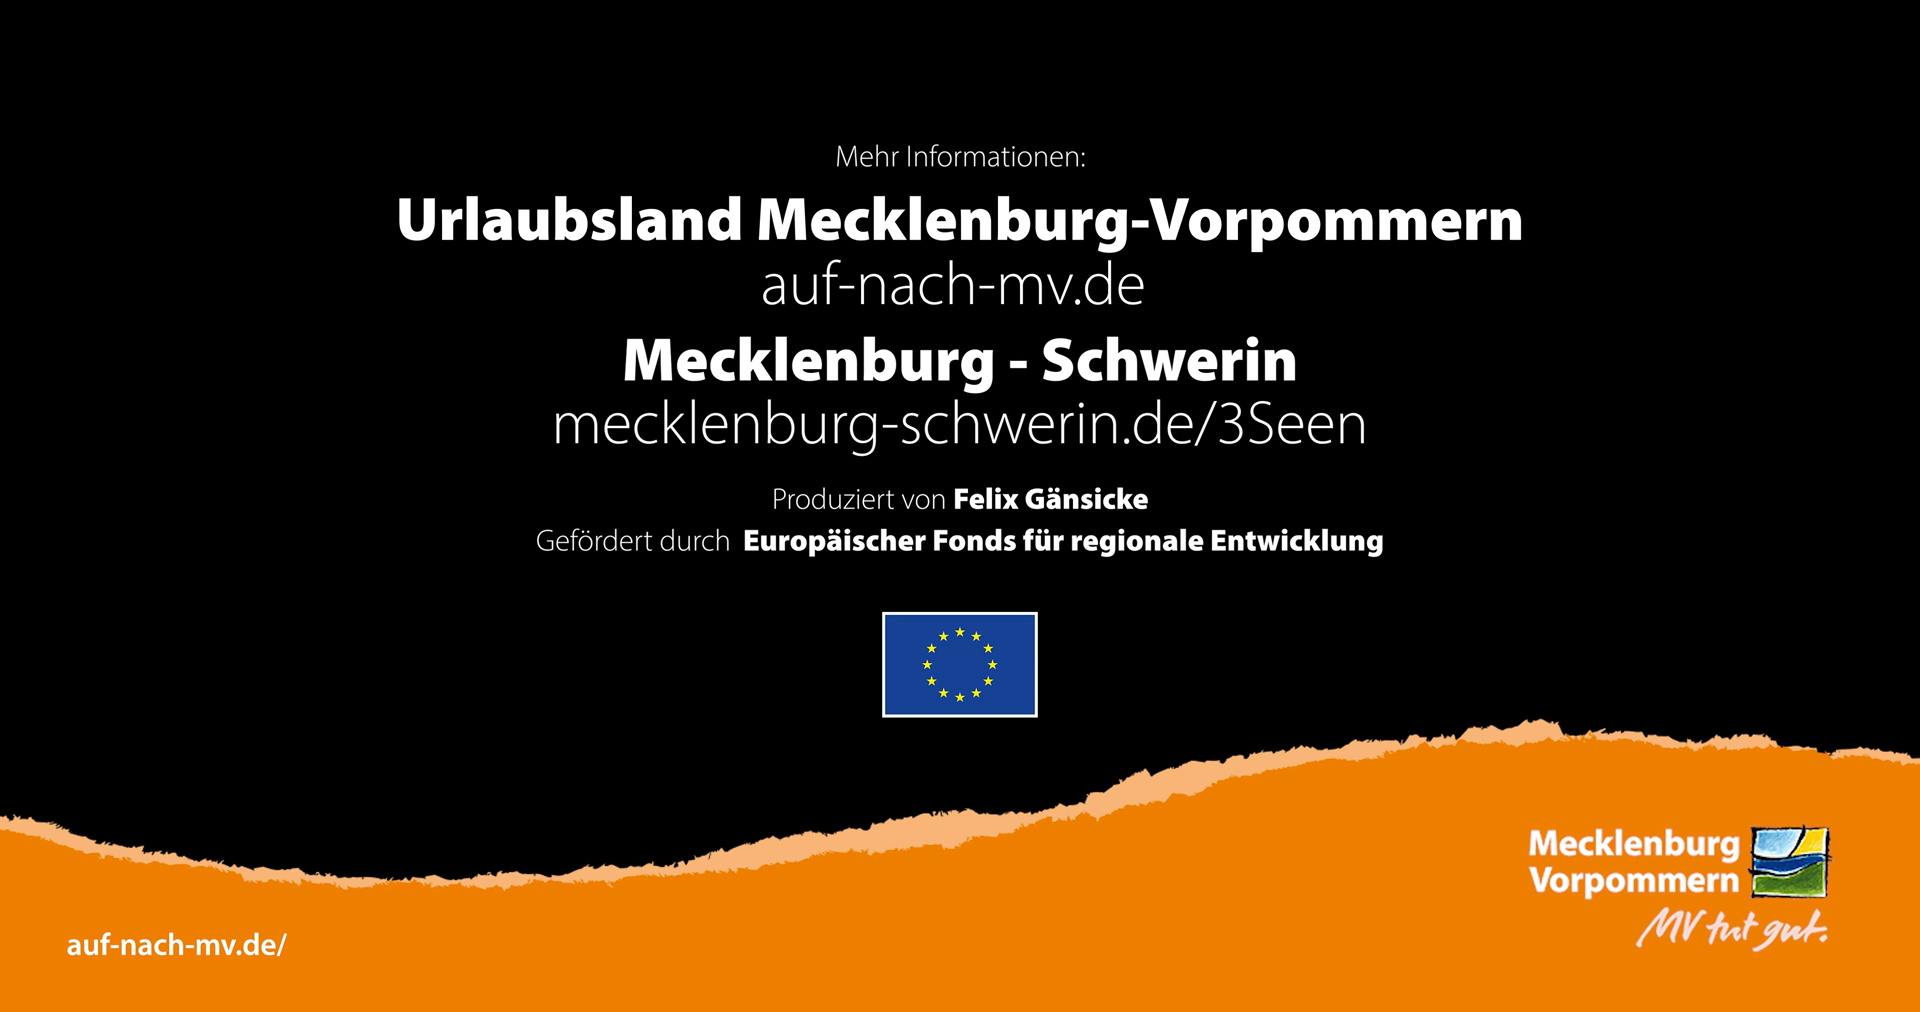 Mehr Informationen:
Urlaubsland Mecklenburg-Vorpommern
auf-nach-mv.de
Mecklenburg - Schwerin
mecklenburg-schwerin.de/3Seen
Produziert von Felix Gänsicke
Gefördert durch Europäischer Fonds für regionale Entwicklung
Mecklenburg
Vorpommern
MV tut gut.
auf-nach-mv.de/